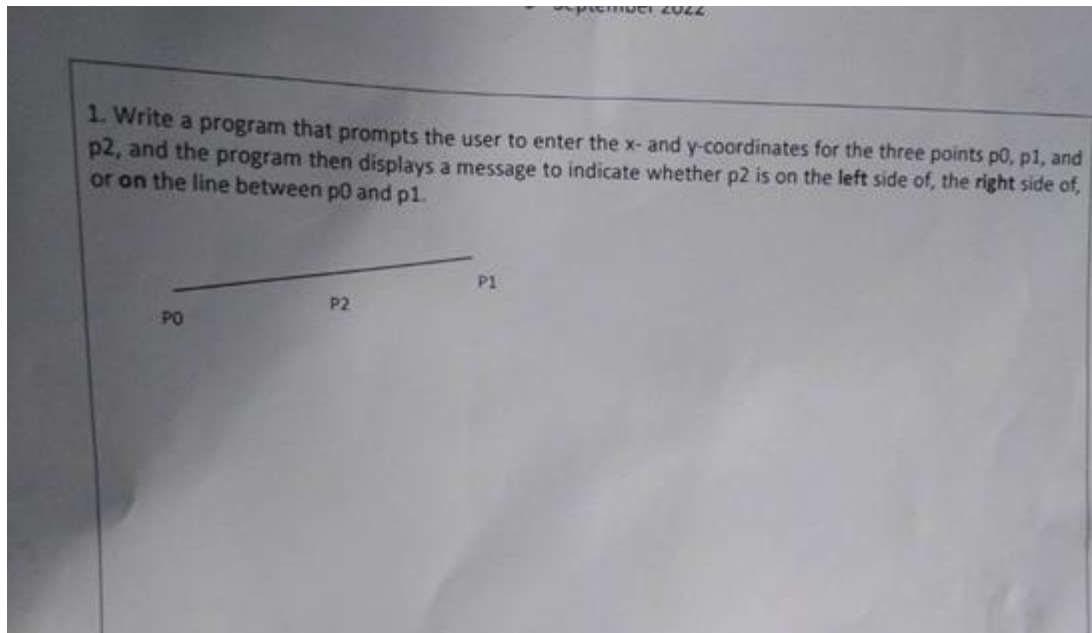 September 2022
1. Write a program that prompts the user to enter the x- and y-coordinates for the three points p0, p1, and
p2, and the program then displays a message to indicate whether p2 is on the left side of, the right side of,
or on the line between p0 and p1.
P1
P2
P0